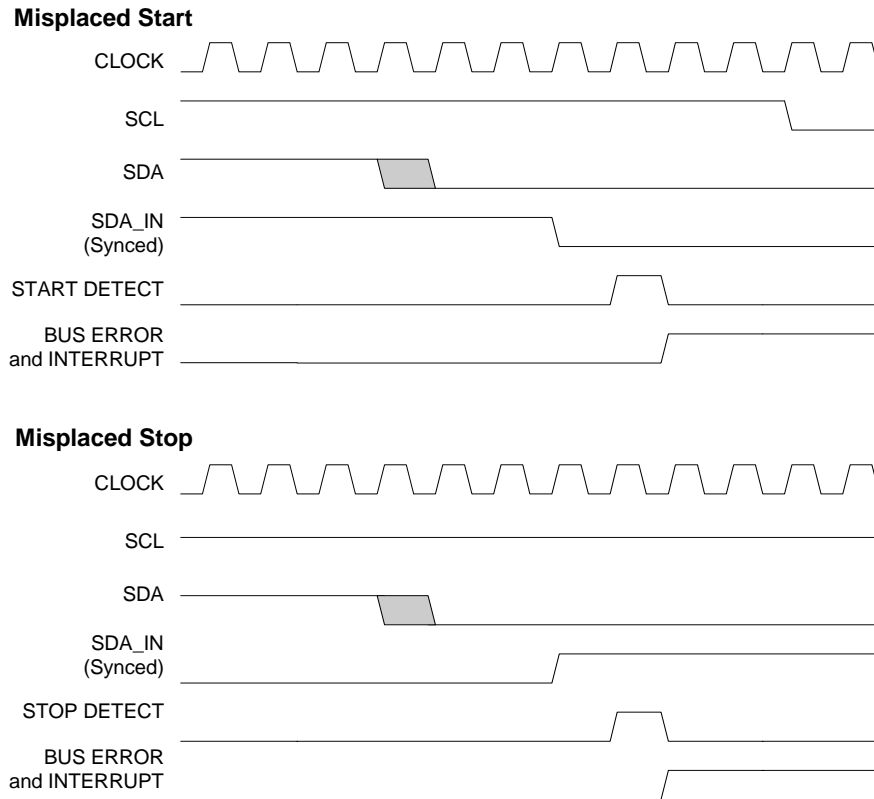 Misplaced Start
CLOCK
SCL
SDA
SDA_IN
(Synced)
START DETECT
BUS ERROR
and INTERRUPT
Misplaced Stop
CLOCK
SCL
SDA
SDA_IN
(Synced)
STOP DETECT
BUS ERROR
and INTERRUPT